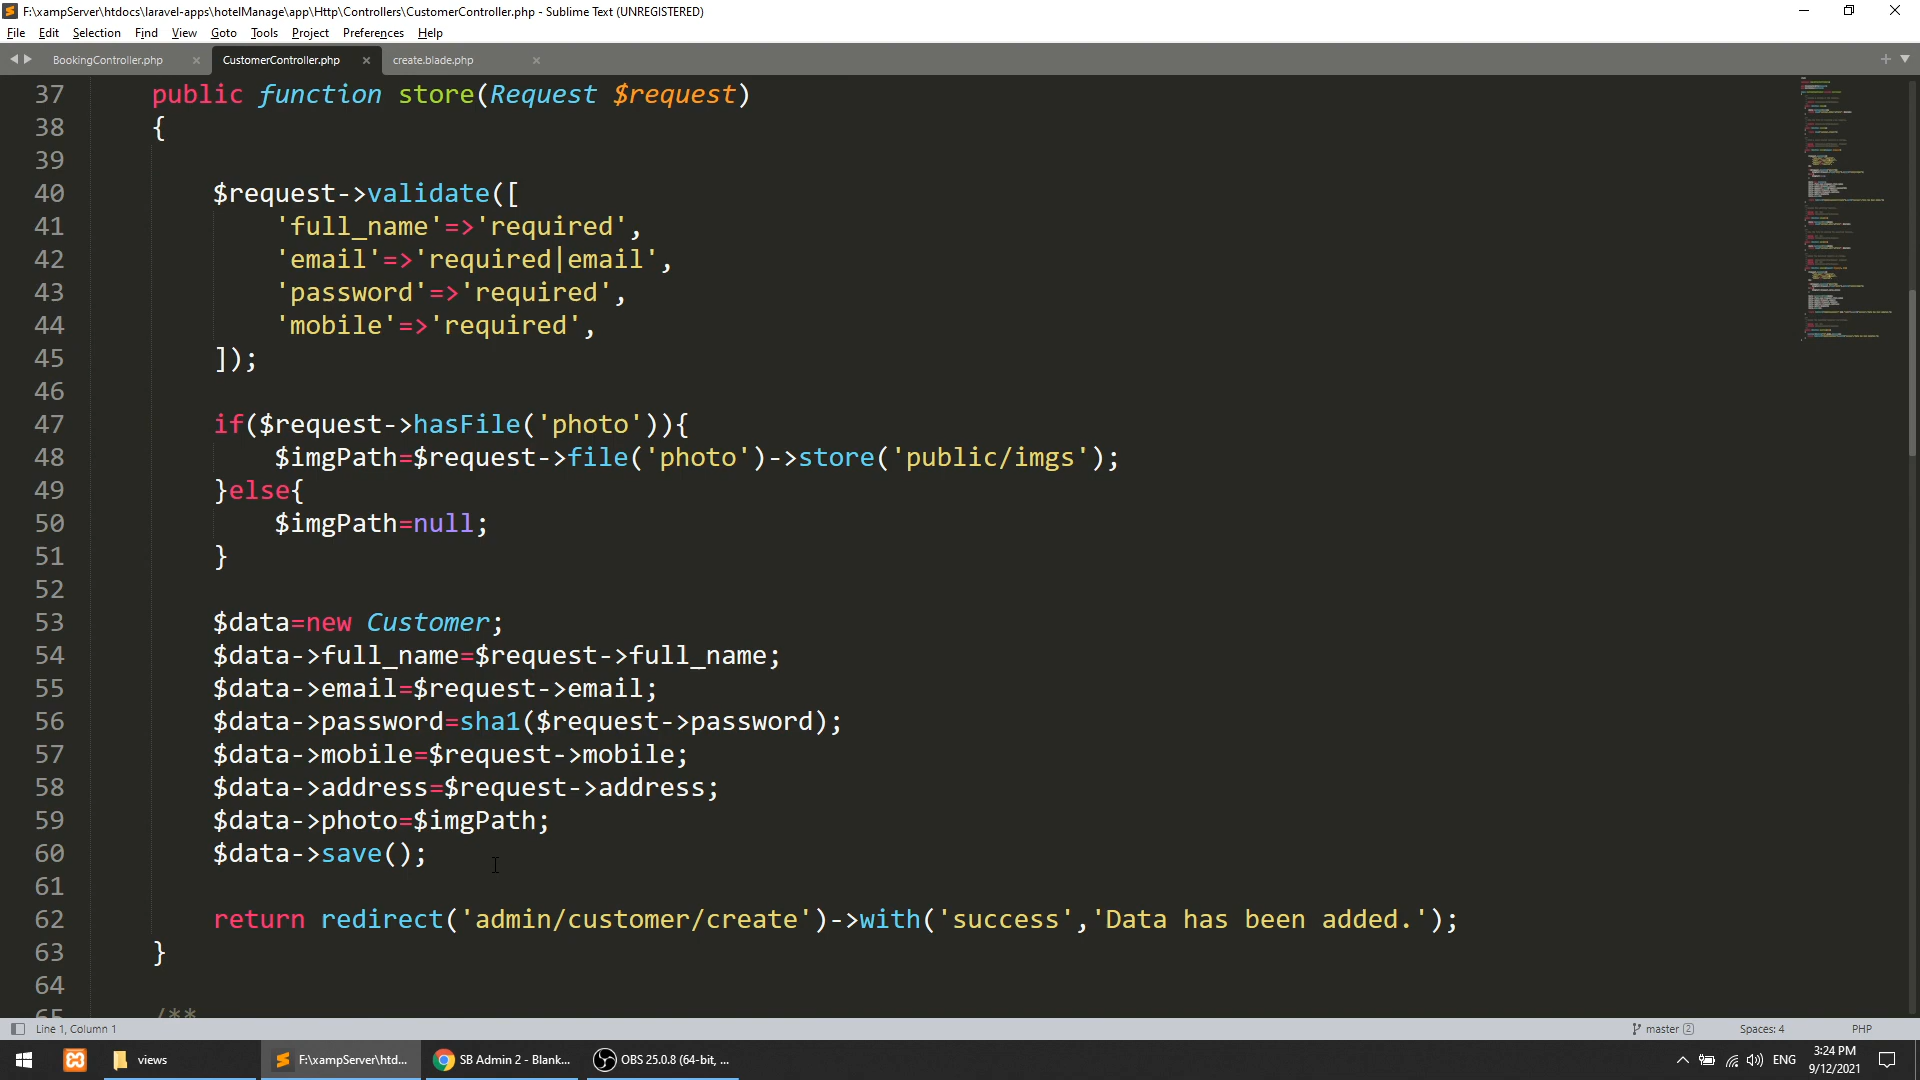 F:\xampServer\htdocs\laravel-apps\hotelManage\app\Http\Controllers\CustomerController.php - Sublime Text (UNREGISTERED)
File Edit Selection Find View Goto Tools Project Preferences Help
BookingController.php CustomerController.php create.blade.php
37 public function store(Request $request)
38 {
39
40 $request->validate([
41 'full_name'=>'required',
42 'email'=>'required|email',
43 'password'=>'required',
44 'mobile'=>'required',
45 ]);
46
47 if($request->hasFile('photo')){
48 $imgPath=$request->file('photo')->store('public/imgs');
49 }else{
50 $imgPath=null;
51 }
52
53 $data=new Customer;
54 $data->full_name=$request->full_name;
55 $data->email=$request->email;
56 $data->password=sha1($request->password);
57 $data->mobile=$request->mobile;
58 $data->address=$request->address;
59 $data->photo=$imgPath;
60 $data->save();
61
62 return redirect('admin/customer/create')->with('success','Data has been added.');
63 }
64
65 /**
Line 1, Column 1 master 2 Spaces: 4 PHP
views F:\xampServer\htd... SB Admin 2 - Blank... OBS 25.0.8 (64-bit, ... ENG 3:24 PM
9/12/2021